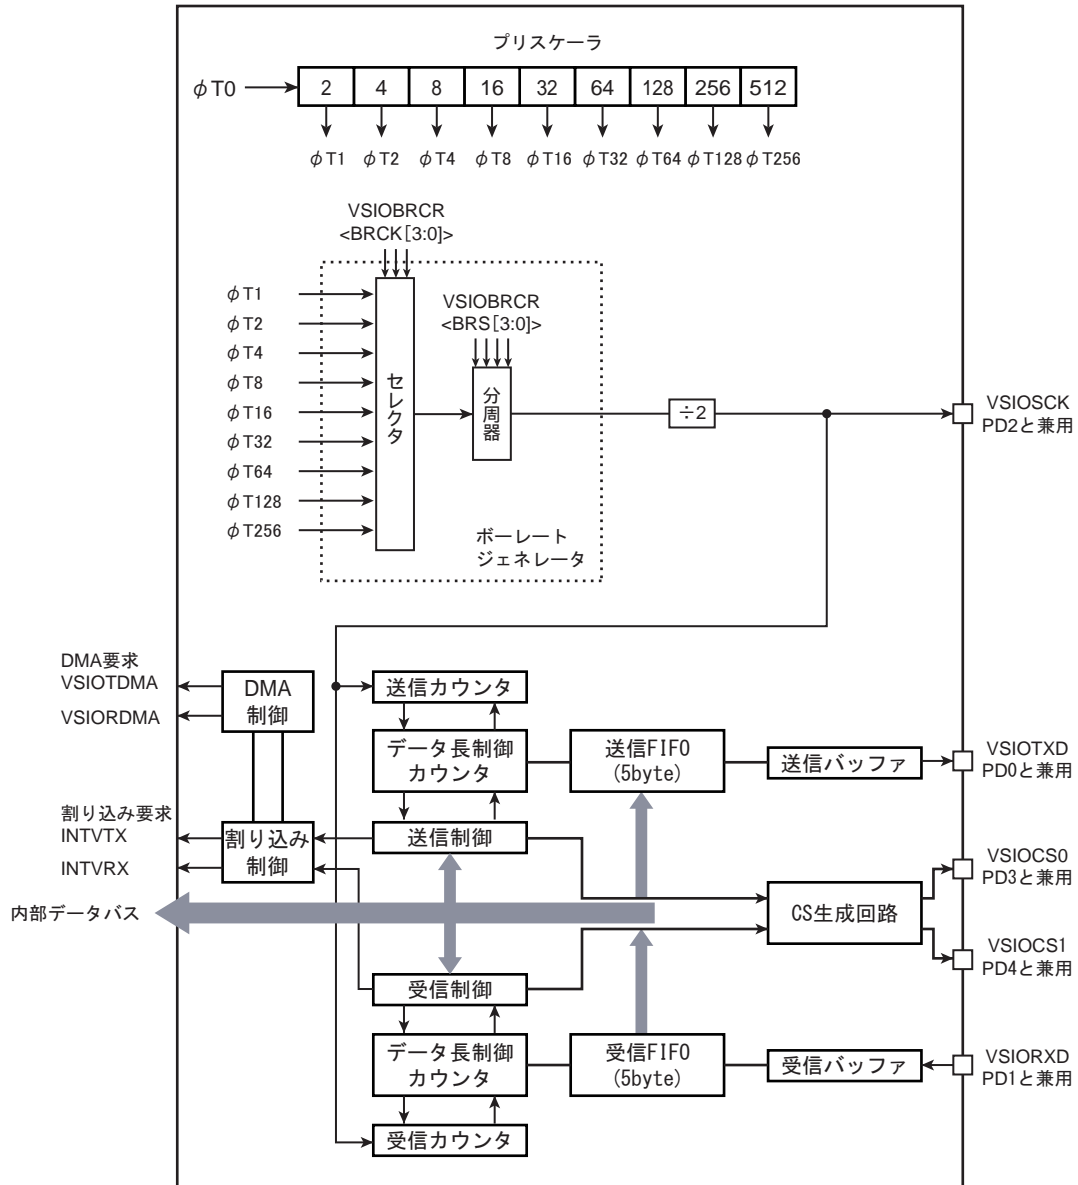 プリスケーラ
φT0
2 4 8 16 32 64 128 256 512
φT1 φT2 φT4 φT8 φT16 φT32 φT64 φT128 φT256
VSIOBRCR
<BRCK[3:0]>
φT1
φT2
φT4
φT8
φT16
φT32
φT64
φT128
φT256
セレクタ
VSIOBRCR
<BRS[3:0]>
分周器
÷2
ボーレート
ジェネレータ
VSIOSCK
PD2と兼用
DMA要求
VSIOTDMA
VSIORDMA
DMA
制御
送信カウンタ
データ長制御
カウンタ
送信FIFO
(5byte)
送信バッファ
VSIOTXD
PD0と兼用
割り込み要求
INTVTX
INTVRX
割り込み
制御
送信制御
内部データバス
CS生成回路
VSIOCS0
PD3と兼用
VSIOCS1
PD4と兼用
受信制御
データ長制御
カウンタ
受信FIFO
(5byte)
受信バッファ
VSIORXD
PD1と兼用
受信カウンタ